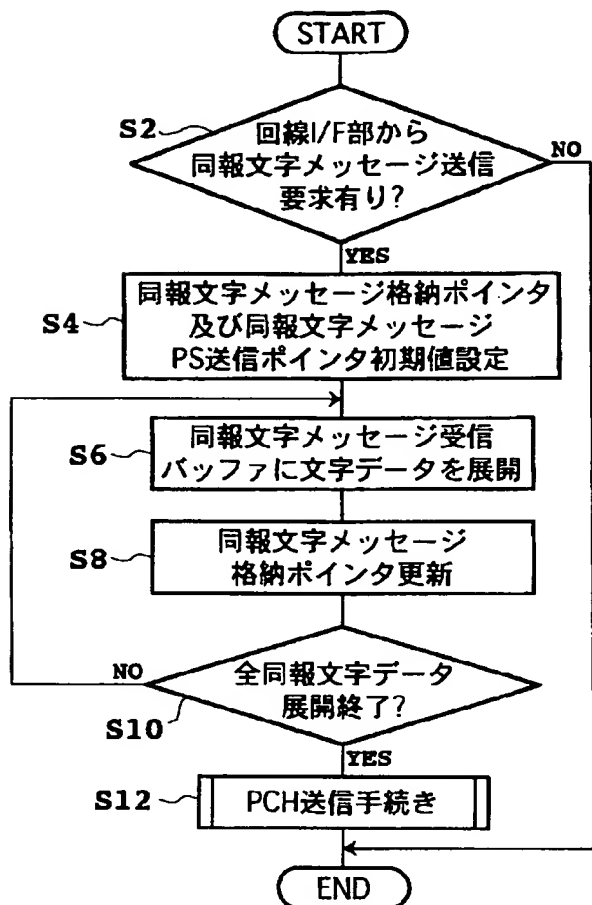 START
S2
回線I/F部から
同報文字メッセージ送信
要求有り?
NO
YES
S4
同報文字メッセージ格納ポインタ
及び同報文字メッセージ
PS送信ポインタ初期値設定
S6
同報文字メッセージ受信
バッファに文字データを展開
S8
同報文字メッセージ
格納ポインタ更新
NO
全同報文字データ
展開終了?
S10
YES
S12
PCH送信手続き
END